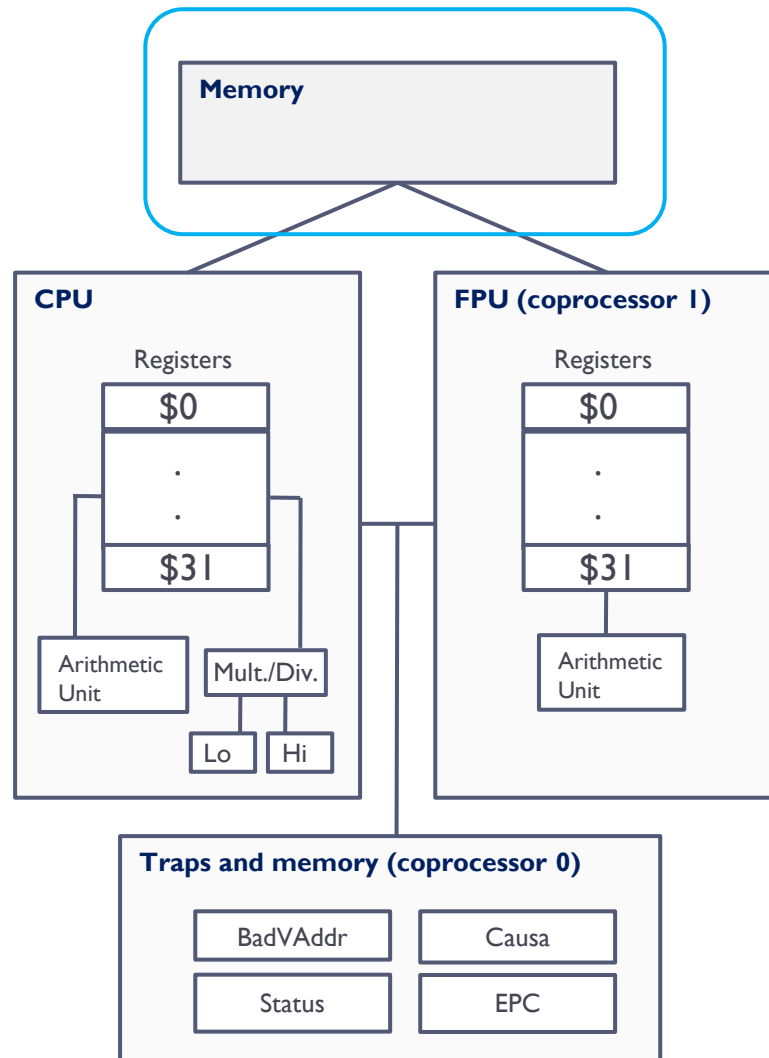 Memory
CPU
Registers
$0
.
.
$31
Arithmetic
Unit
Mult./Div.
Lo
Hi
FPU (coprocessor 1)
Registers
$0
.
.
$31
Arithmetic
Unit
Traps and memory (coprocessor 0)
BadVAddr
Causa
Status
EPC